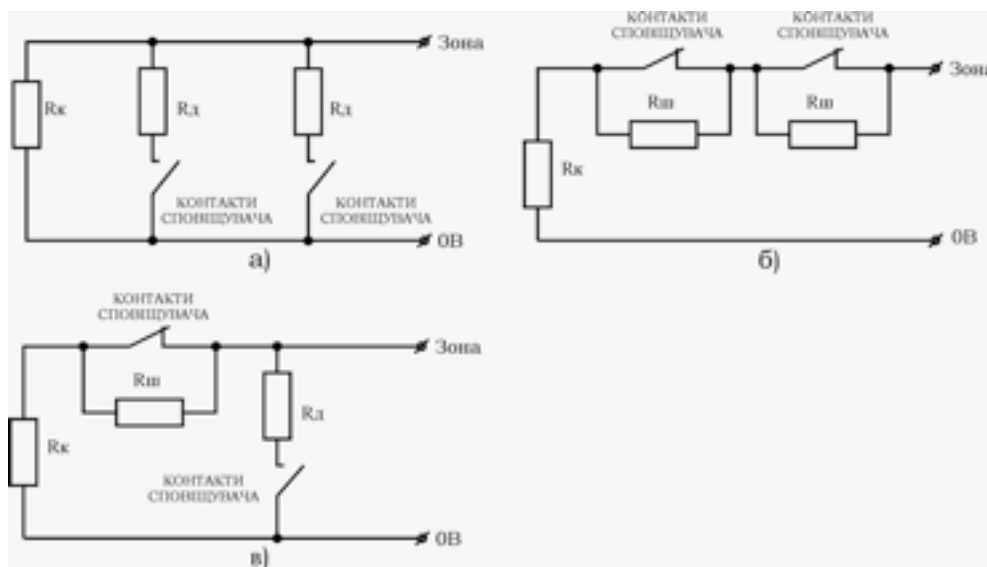 Зона
Rк
Rд
Rд
КОНТАКТИ
СПОВІЩУВАЧА
КОНТАКТИ
СПОВІЩУВАЧА
0В
а)
КОНТАКТИ
СПОВІЩУВАЧА
КОНТАКТИ
СПОВІЩУВАЧА
Зона
Rш
Rш
Rк
0В
б)
КОНТАКТИ
СПОВІЩУВАЧА
Зона
Rш
Rд
Rк
КОНТАКТИ
СПОВІЩУВАЧА
0В
в)